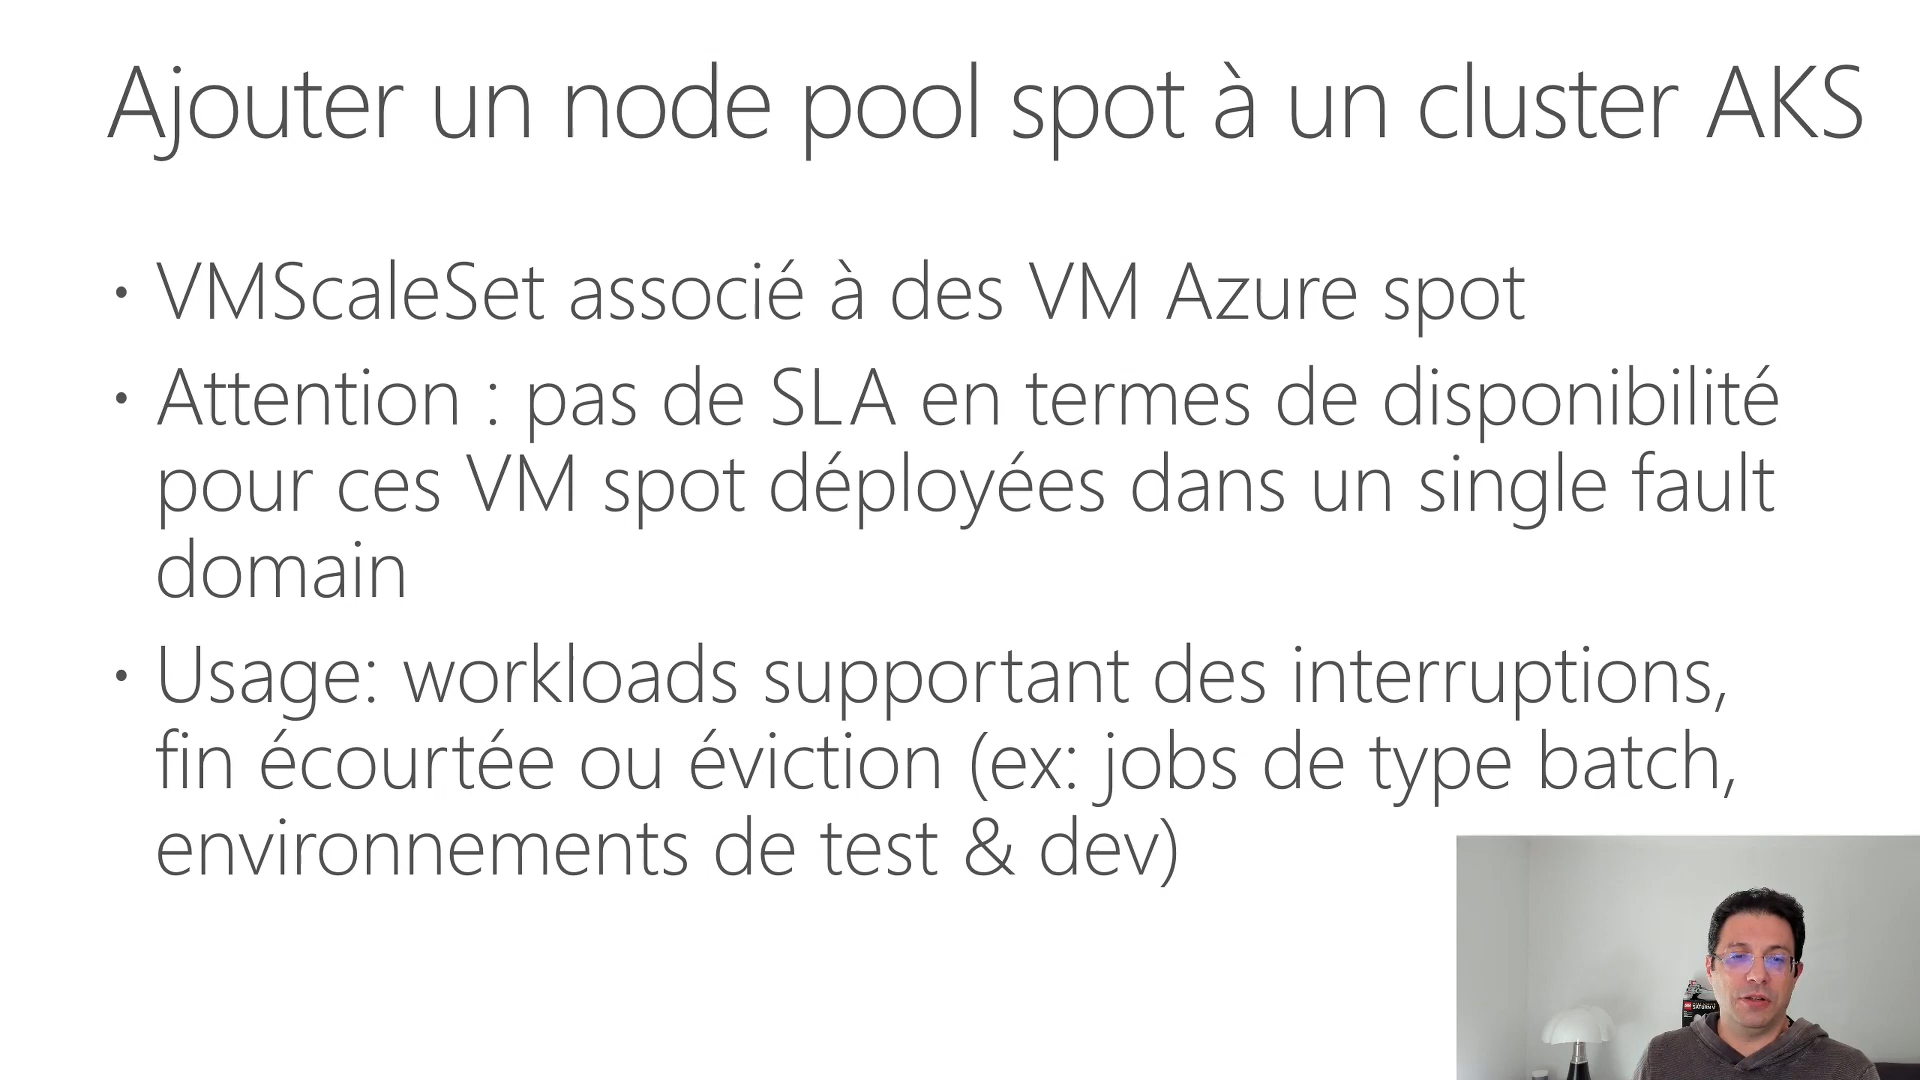 Ajouter un node pool spot à un cluster AKS
• VMScaleSet associé à des VM Azure spot
• Attention : pas de SLA en termes de disponibilité
pour ces VM spot déployées dans un single fault
domain
• Usage: workloads supportant des interruptions,
fin écourtée ou éviction (ex: jobs de type batch,
environnements de test & dev)